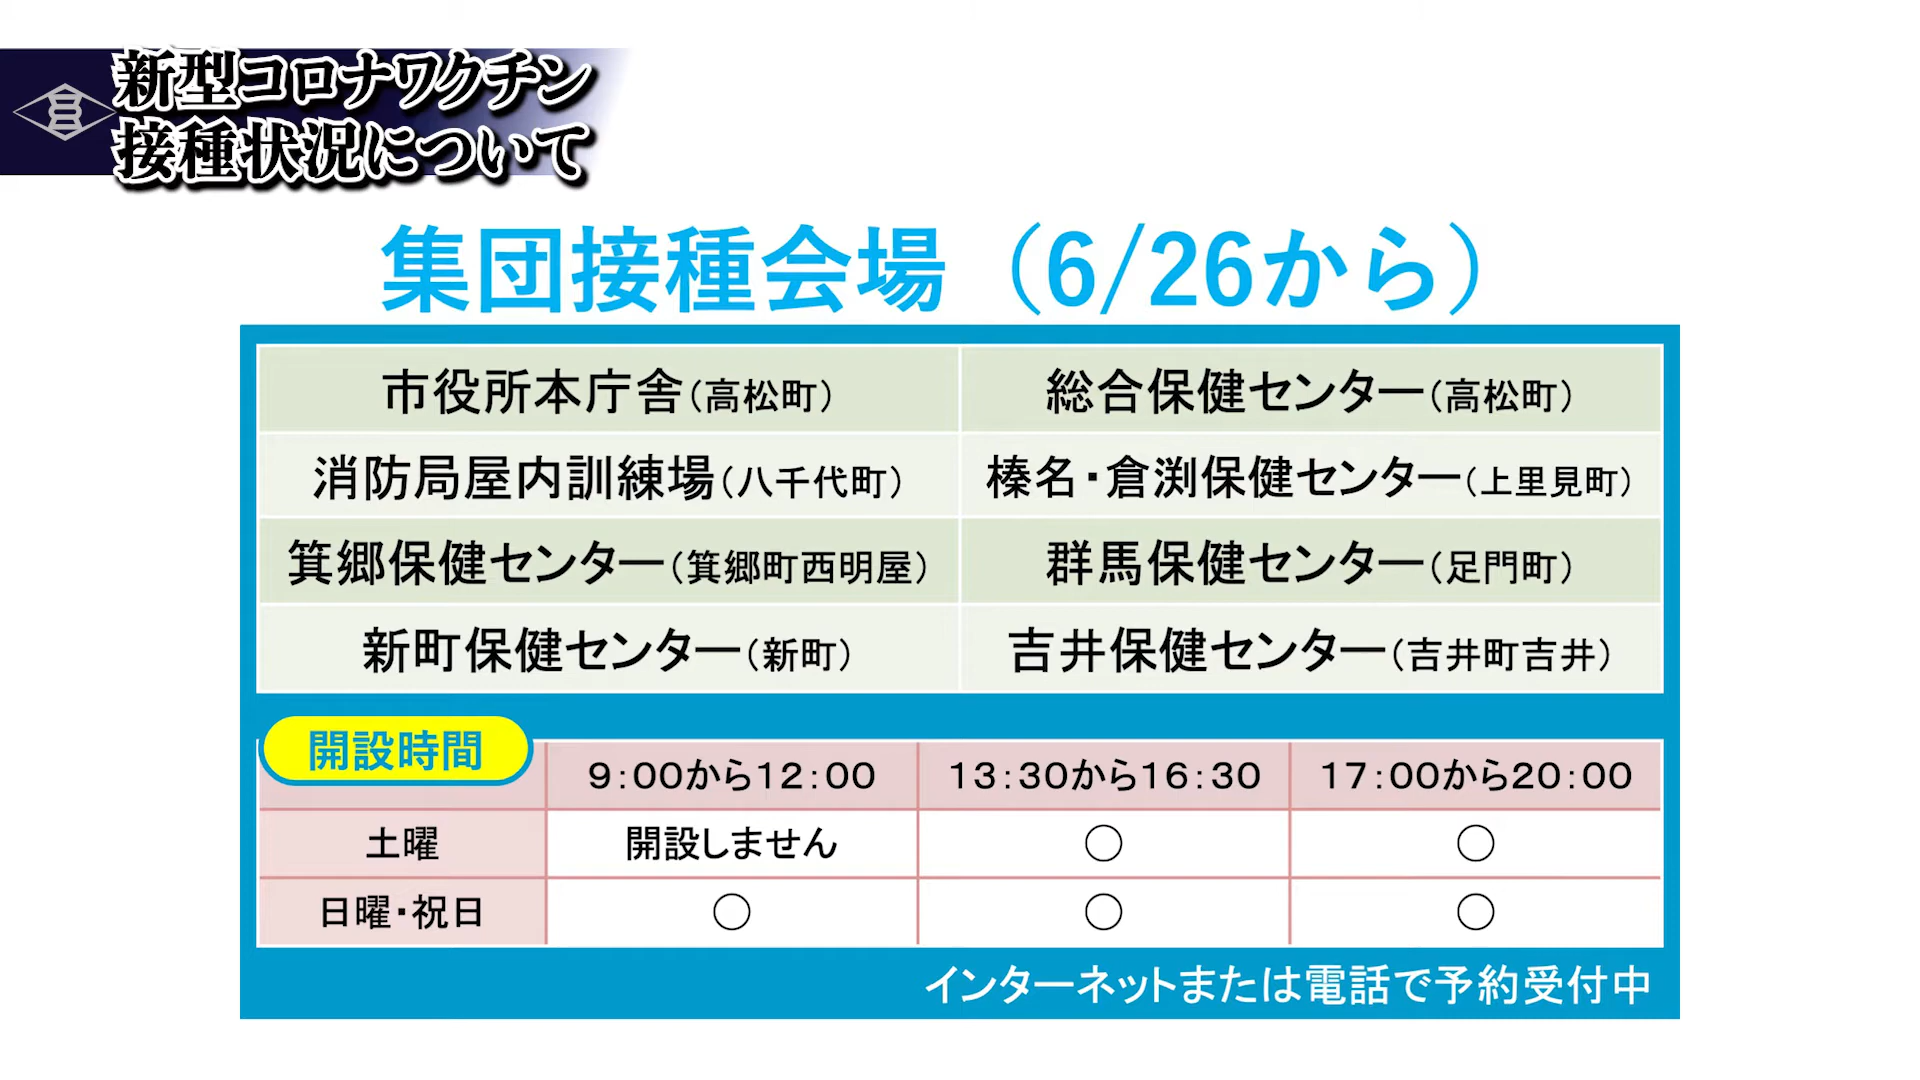 新型コロナワクチン
接種状況について
集団接種会場（6/26から）
市役所本庁舎（高松町） 総合保健センター（高松町）
消防局屋内訓練場（八千代町） 榛名・倉渕保健センター（上里見町）
箕郷保健センター（箕郷町西明屋） 群馬保健センター（足門町）
新町保健センター（新町） 吉井保健センター（吉井町吉井）
開設時間 9：00から12：00 13：30から16：30 17：00から20：00
土曜 開設しません ○ ○
日曜・祝日 ○ ○ ○
インターネットまたは電話で予約受付中